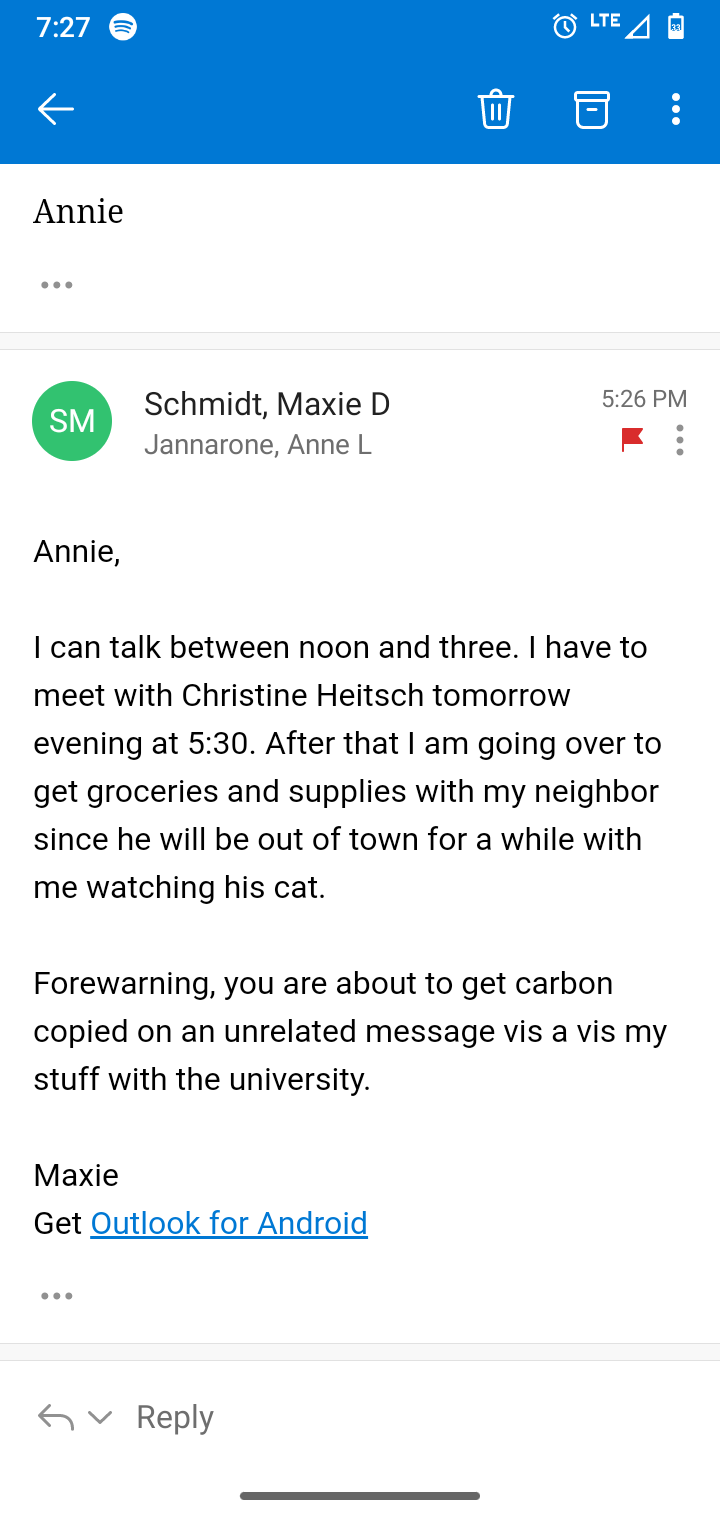 7:27 LTE 33
Annie
SM
Schmidt, Maxie D
5:26 PM
Jannarone, Anne L
Annie,
I can talk between noon and three. I have to
meet with Christine Heitsch tomorrow
evening at 5:30. After that I am going over to
get groceries and supplies with my neighbor
since he will be out of town for a while with
me watching his cat.
Forewarning, you are about to get carbon
copied on an unrelated message vis a vis my
stuff with the university.
Maxie
Get Outlook for Android
Reply